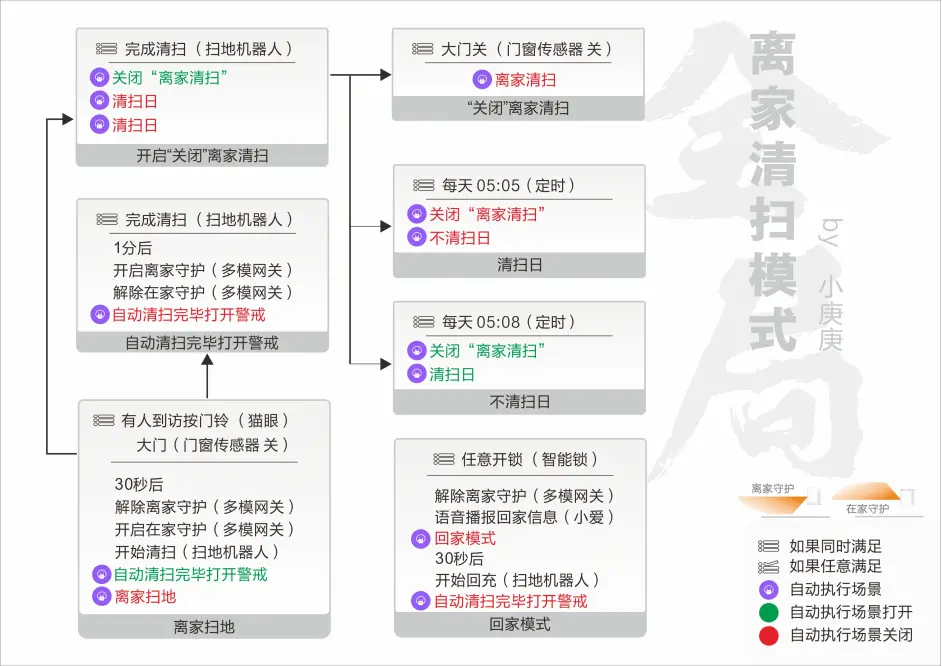 完成清扫（扫地机器人）
关闭“离家清扫”
清扫日
清扫日
开启“关闭”离家清扫
完成清扫（扫地机器人）
1分后
开启离家守护（多模网关）
解除在家守护（多模网关）
自动清扫完毕打开警戒
自动清扫完毕打开警戒
有人到访按门铃（猫眼）
大门（门窗传感器 关）
30秒后
解除离家守护（多模网关）
开启在家守护（多模网关）
开始清扫（扫地机器人）
自动清扫完毕打开警戒
离家扫地
离家扫地
大门关（门窗传感器 关）
离家清扫
“关闭”离家清扫
每天 05:05（定时）
关闭“离家清扫”
不清扫日
清扫日
每天 05:08（定时）
关闭“离家清扫”
清扫日
不清扫日
任意开锁（智能锁）
解除离家守护（多模网关）
语音播报回家信息（小爱）
回家模式
30秒后
开始回充（扫地机器人）
自动清扫完毕打开警戒
回家模式
全局
离家清扫模式
by 小庚庚
离家守护
在家守护
如果同时满足
如果任意满足
自动执行场景
自动执行场景打开
自动执行场景关闭